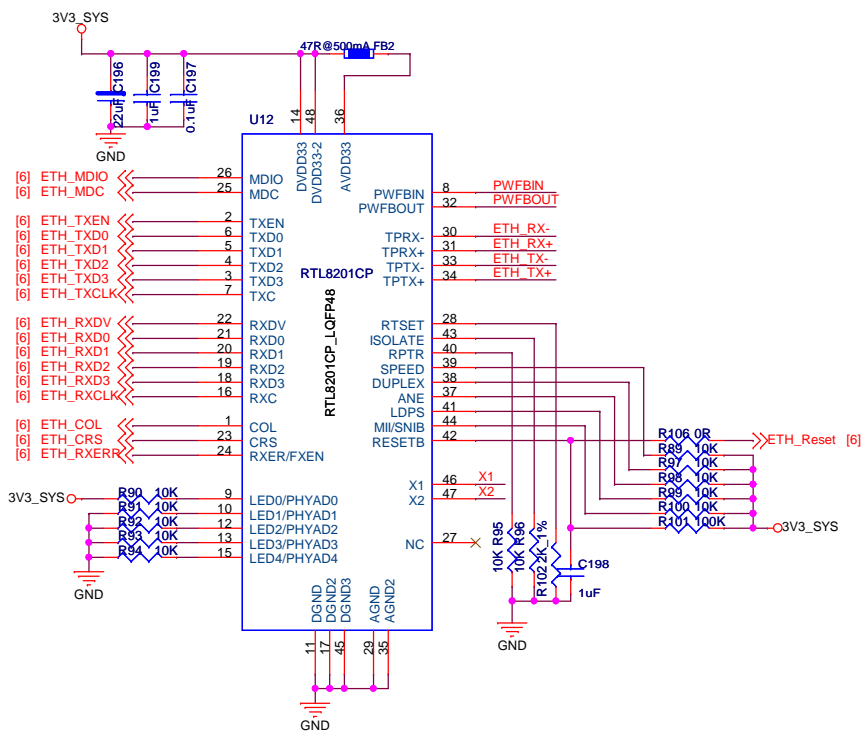 3V3_SYS
47R@500mA FB2
22uF C196
1uF C199
0.1uF C197
GND
U12
14
48
36
DVDD33
DVDD33-2
AVDD33
[6] ETH_MDIO 26 MDIO
[6] ETH_MDC 25 MDC
[6] ETH_TXEN 2 TXEN
[6] ETH_TXD0 6 TXD0
[6] ETH_TXD1 5 TXD1
[6] ETH_TXD2 4 TXD2
[6] ETH_TXD3 3 TXD3
[6] ETH_TXCLK 7 TXC
[6] ETH_RXDV 22 RXDV
[6] ETH_RXD0 21 RXD0
[6] ETH_RXD1 20 RXD1
[6] ETH_RXD2 19 RXD2
[6] ETH_RXD3 18 RXD3
[6] ETH_RXCLK 16 RXC
[6] ETH_COL 1 COL
[6] ETH_CRS 23 CRS
[6] ETH_RXERR 24 RXER/FXEN
3V3_SYS R90 10K 9 LED0/PHYAD0
R91 10K 10 LED1/PHYAD1
R92 10K 12 LED2/PHYAD2
R93 10K 13 LED3/PHYAD3
R94 10K 15 LED4/PHYAD4
GND
RTL8201CP
RTL8201CP_LQFP48
PWFBIN 8 PWFBIN
PWFBOUT 32 PWFBOUT
TPRX- 30 ETH_RX-
TPRX+ 31 ETH_RX+
TPTX- 33 ETH_TX-
TPTX+ 34 ETH_TX+
RTSET 28
ISOLATE 43
RPTR 40
SPEED 39
DUPLEX 38
ANE 37
LDPS 41
MII/SNIB 44
RESETB 42
X1 46 X1
X2 47 X2
NC 27
R106 0R ETH_Reset [6]
R89 10K
R97 10K
R98 10K
R99 10K
R100 10K
R101 100K
3V3_SYS
10K R95
10K R96
R102 2K_1%
C198
1uF
GND
DGND
DGND2
DGND3
AGND
AGND2
11
17
45
29
35
GND